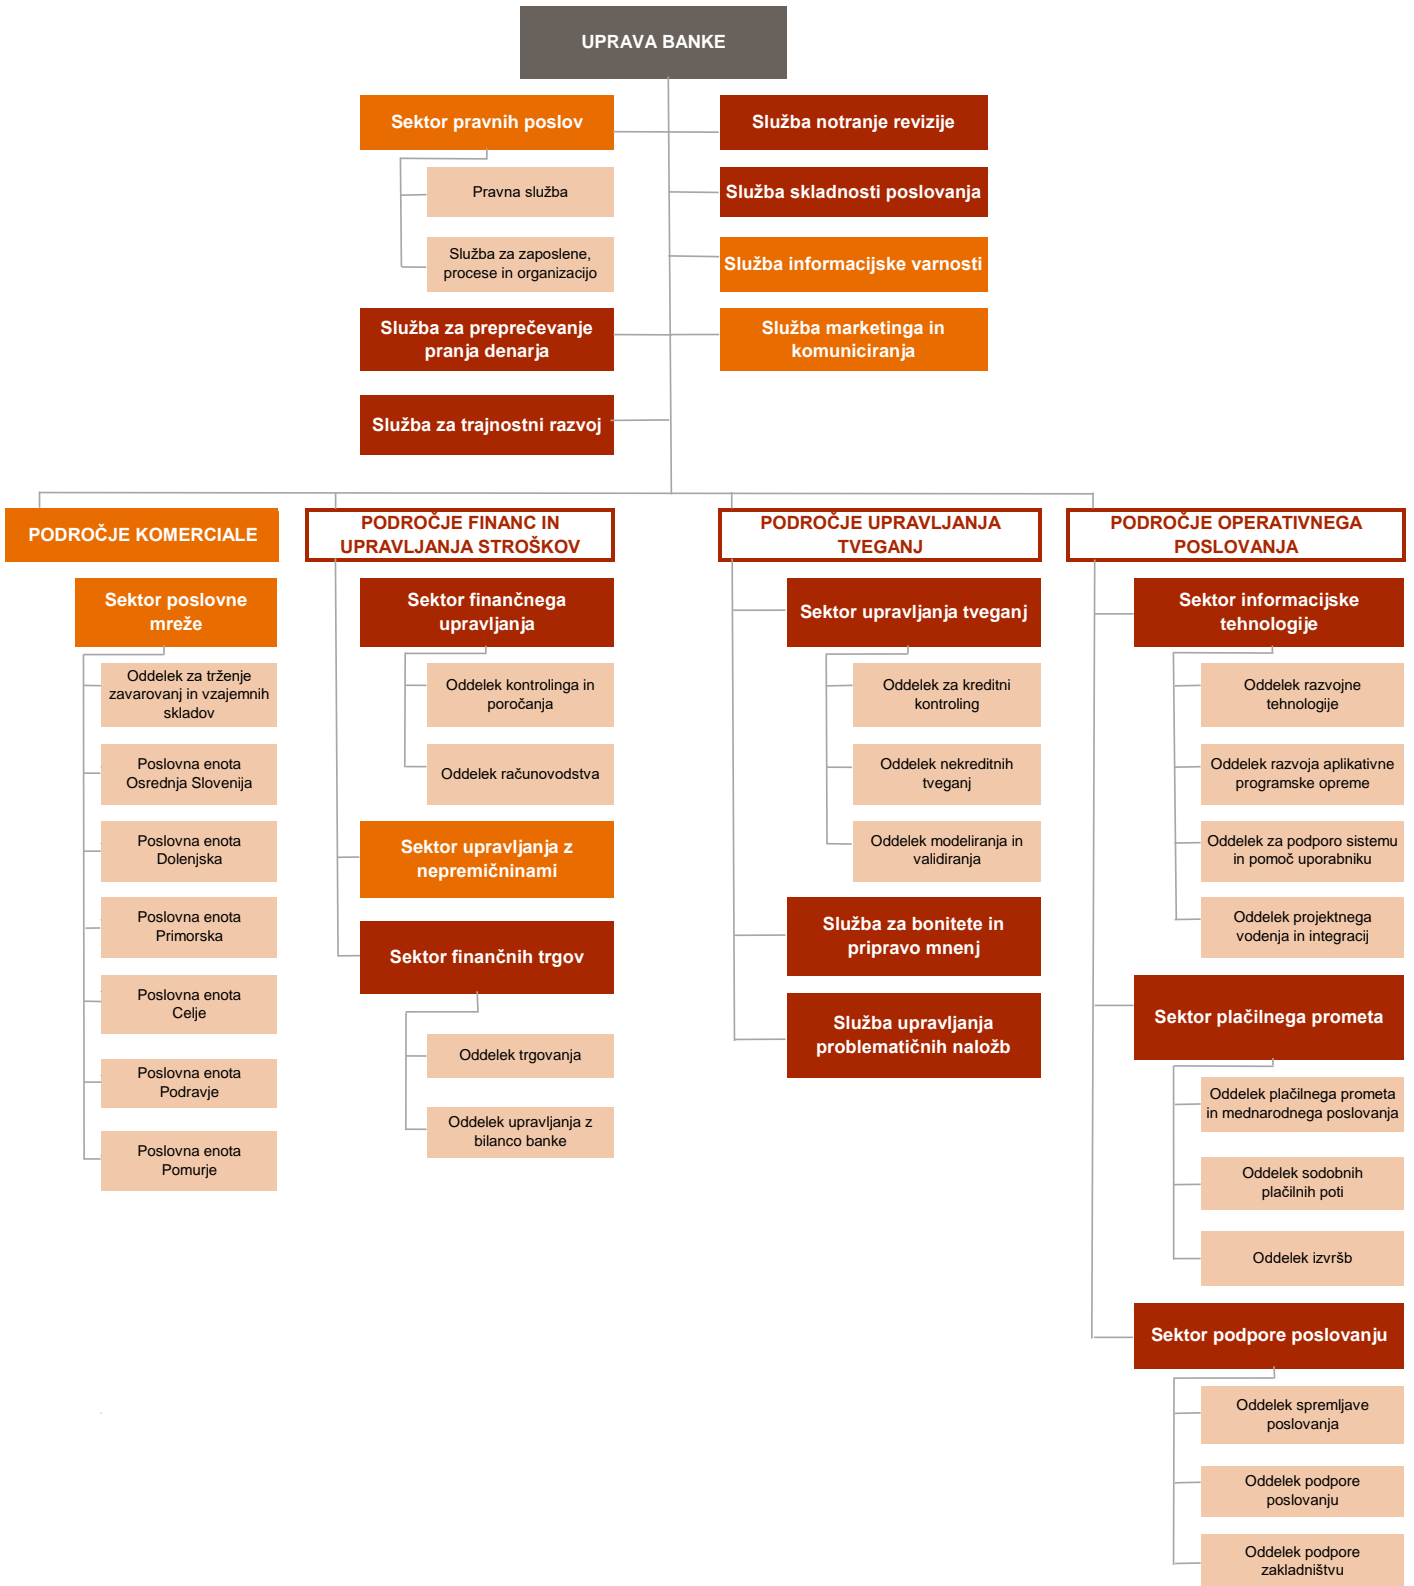 UPRAVA BANKE
Sektor pravnih poslov
Pravna služba
Služba za zaposlene,
procese in organizacijo
Služba za preprečevanje
pranja denarja
Služba za trajnostni razvoj
Služba notranje revizije
Služba skladnosti poslovanja
Služba informacijske varnosti
Služba marketinga in
komuniciranja
PODROČJE KOMERCIALE
Sektor poslovne
mreže
Oddelek za trženje
zavarovanj in vzajemnih
skladov
Poslovna enota
Osrednja Slovenija
Poslovna enota
Dolenjska
Poslovna enota
Primorska
Poslovna enota
Celje
Poslovna enota
Podravje
Poslovna enota
Pomurje
PODROČJE FINANC IN
UPRAVLJANJA STROŠKOV
Sektor finančnega
upravljanja
Oddelek kontrolinga in
poročanja
Oddelek računovodstva
Sektor upravljanja z
nepremičninami
Sektor finančnih trgov
Oddelek trgovanja
Oddelek upravljanja z
bilanco banke
PODROČJE UPRAVLJANJA
TVEGANJ
Sektor upravljanja tveganj
Oddelek za kreditni
kontroling
Oddelek nekreditnih
tveganj
Oddelek modeliranja in
validiranja
Služba za bonitete in
pripravo mnenj
Služba upravljanja
problematičnih naložb
PODROČJE OPERATIVNEGA
POSLOVANJA
Sektor informacijske
tehnologije
Oddelek razvojne
tehnologije
Oddelek razvoja aplikativne
programske opreme
Oddelek za podporo sistemu
in pomoč uporabniku
Oddelek projektnega
vodenja in integracij
Sektor plačilnega prometa
Oddelek plačilnega prometa
in mednarodnega poslovanja
Oddelek sodobnih
plačilnih poti
Oddelek izvršb
Sektor podpore poslovanju
Oddelek spremljave
poslovanja
Oddelek podpore
poslovanju
Oddelek podpore
zakladništvu